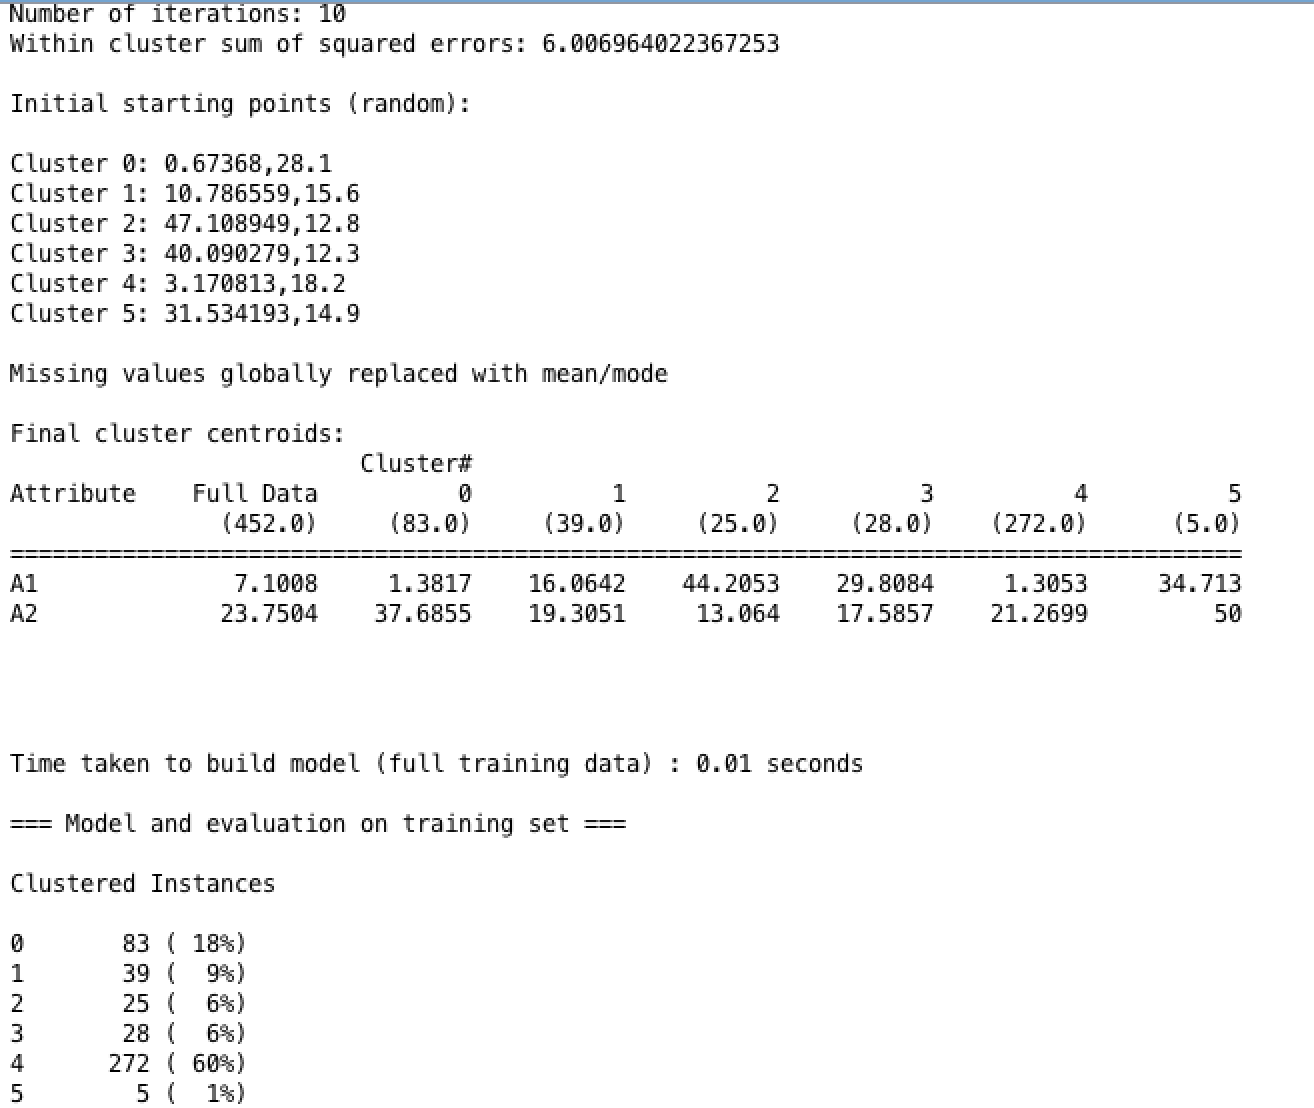 Number of iterations: 10
Within cluster sum of squared errors: 6.006964022367253
Initial starting points (random):
Cluster 0: 0.67368,28.1
Cluster 1: 10.786559,15.6
Cluster 2: 47.108949,12.8
Cluster 3: 40.090279,12.3
Cluster 4: 3.170813,18.2
Cluster 5: 31.534193,14.9
Missing values globally replaced with mean/mode
Final cluster centroids:
Cluster#
Attribute    Full Data          0          1          2          3          4          5
(452.0)     (83.0)     (39.0)     (25.0)     (28.0)    (272.0)      (5.0)
========================================================================================
A1              7.1008     1.3817    16.0642    44.2053    29.8084     1.3053     34.713
A2             23.7504    37.6855    19.3051     13.064    17.5857    21.2699         50
Time taken to build model (full training data) : 0.01 seconds
=== Model and evaluation on training set ===
Clustered Instances
0       83 ( 18%)
1       39 (  9%)
2       25 (  6%)
3       28 (  6%)
4      272 ( 60%)
5        5 (  1%)